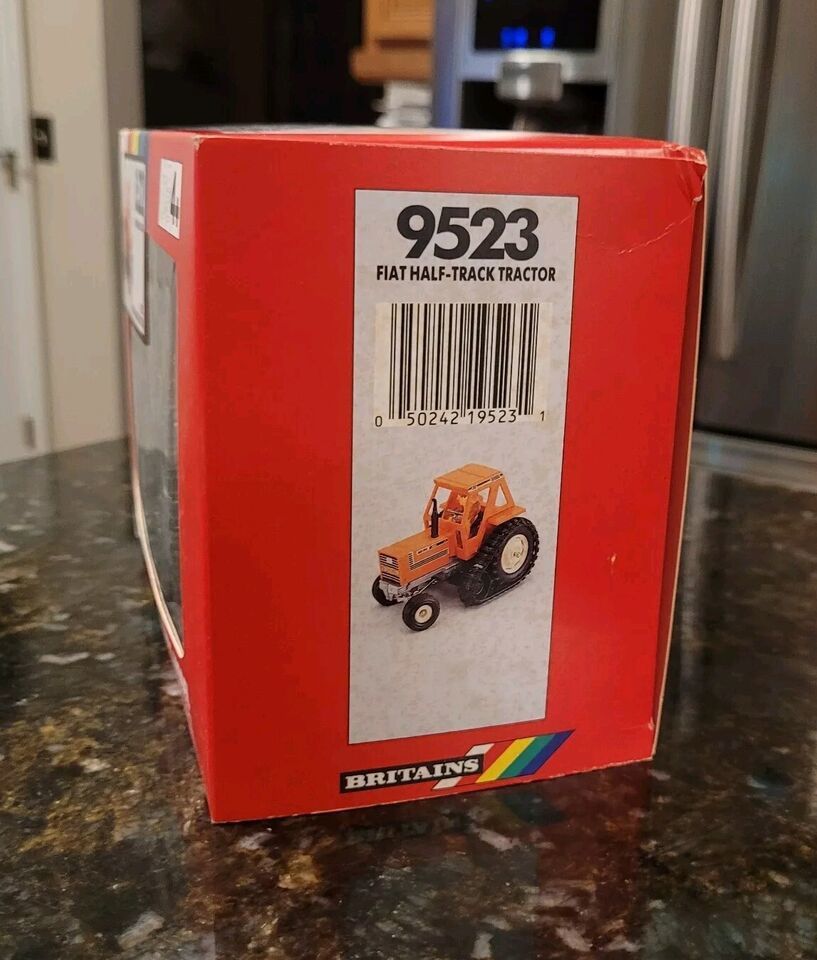 9523
FIAT HALF-TRACK TRACTOR
0 50242 19523 1
BRITAINS